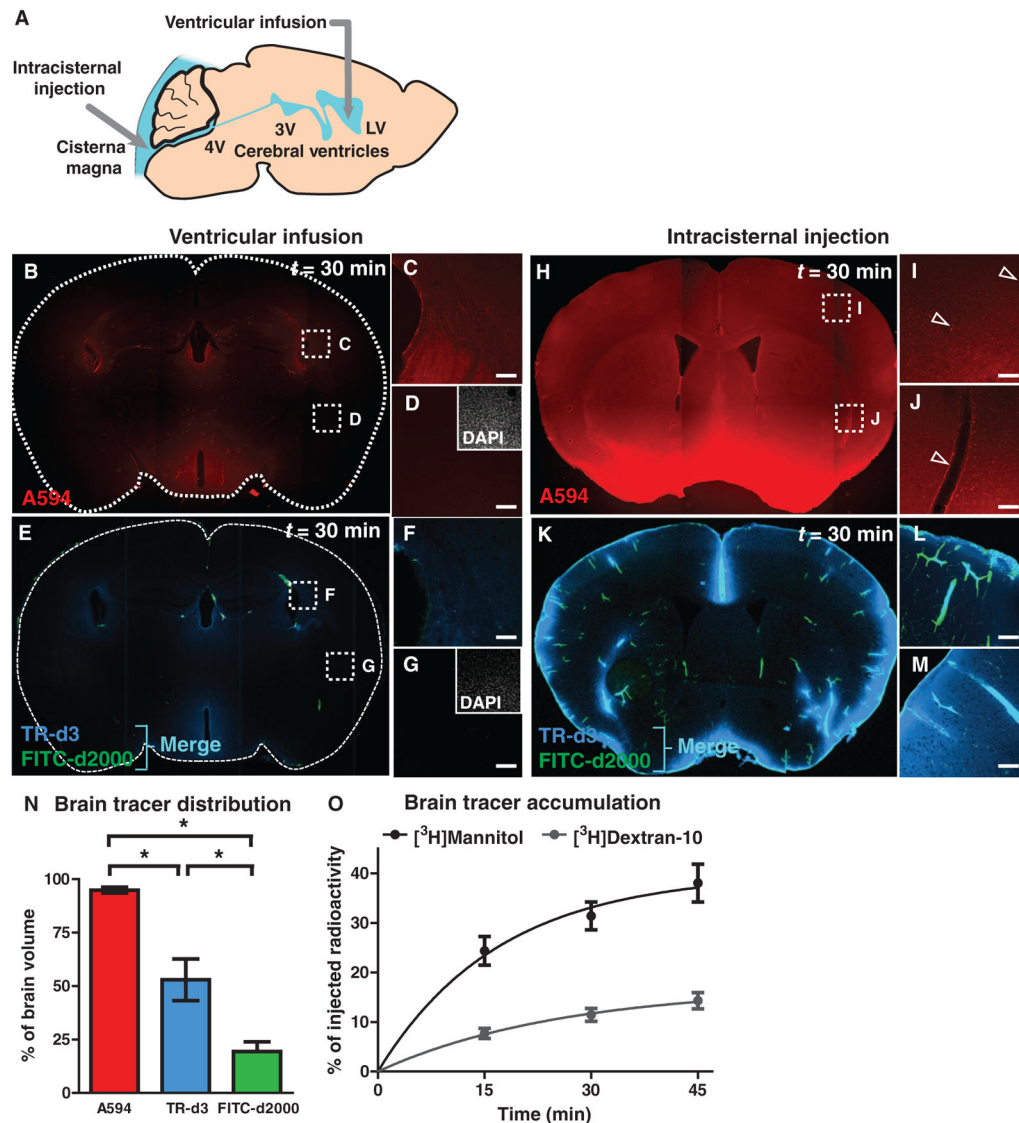 A
Ventricular infusion
Intracisternal
injection
Cisterna
magna
4V
3V
LV
Cerebral ventricles
Ventricular infusion
Intracisternal injection
B
t = 30 min
C
D
A594
C
D
DAPI
H
t = 30 min
I
J
A594
I
J
E
t = 30 min
F
G
TR-d3
FITC-d2000
Merge
F
G
DAPI
K
t = 30 min
TR-d3
FITC-d2000
Merge
L
M
N Brain tracer distribution
*
* *
% of brain volume
100
75
50
25
0
A594 TR-d3 FITC-d2000
O Brain tracer accumulation
[³H]Mannitol [³H]Dextran-10
% of injected radioactivity
40
30
20
10
0
0 15 30 45
Time (min)